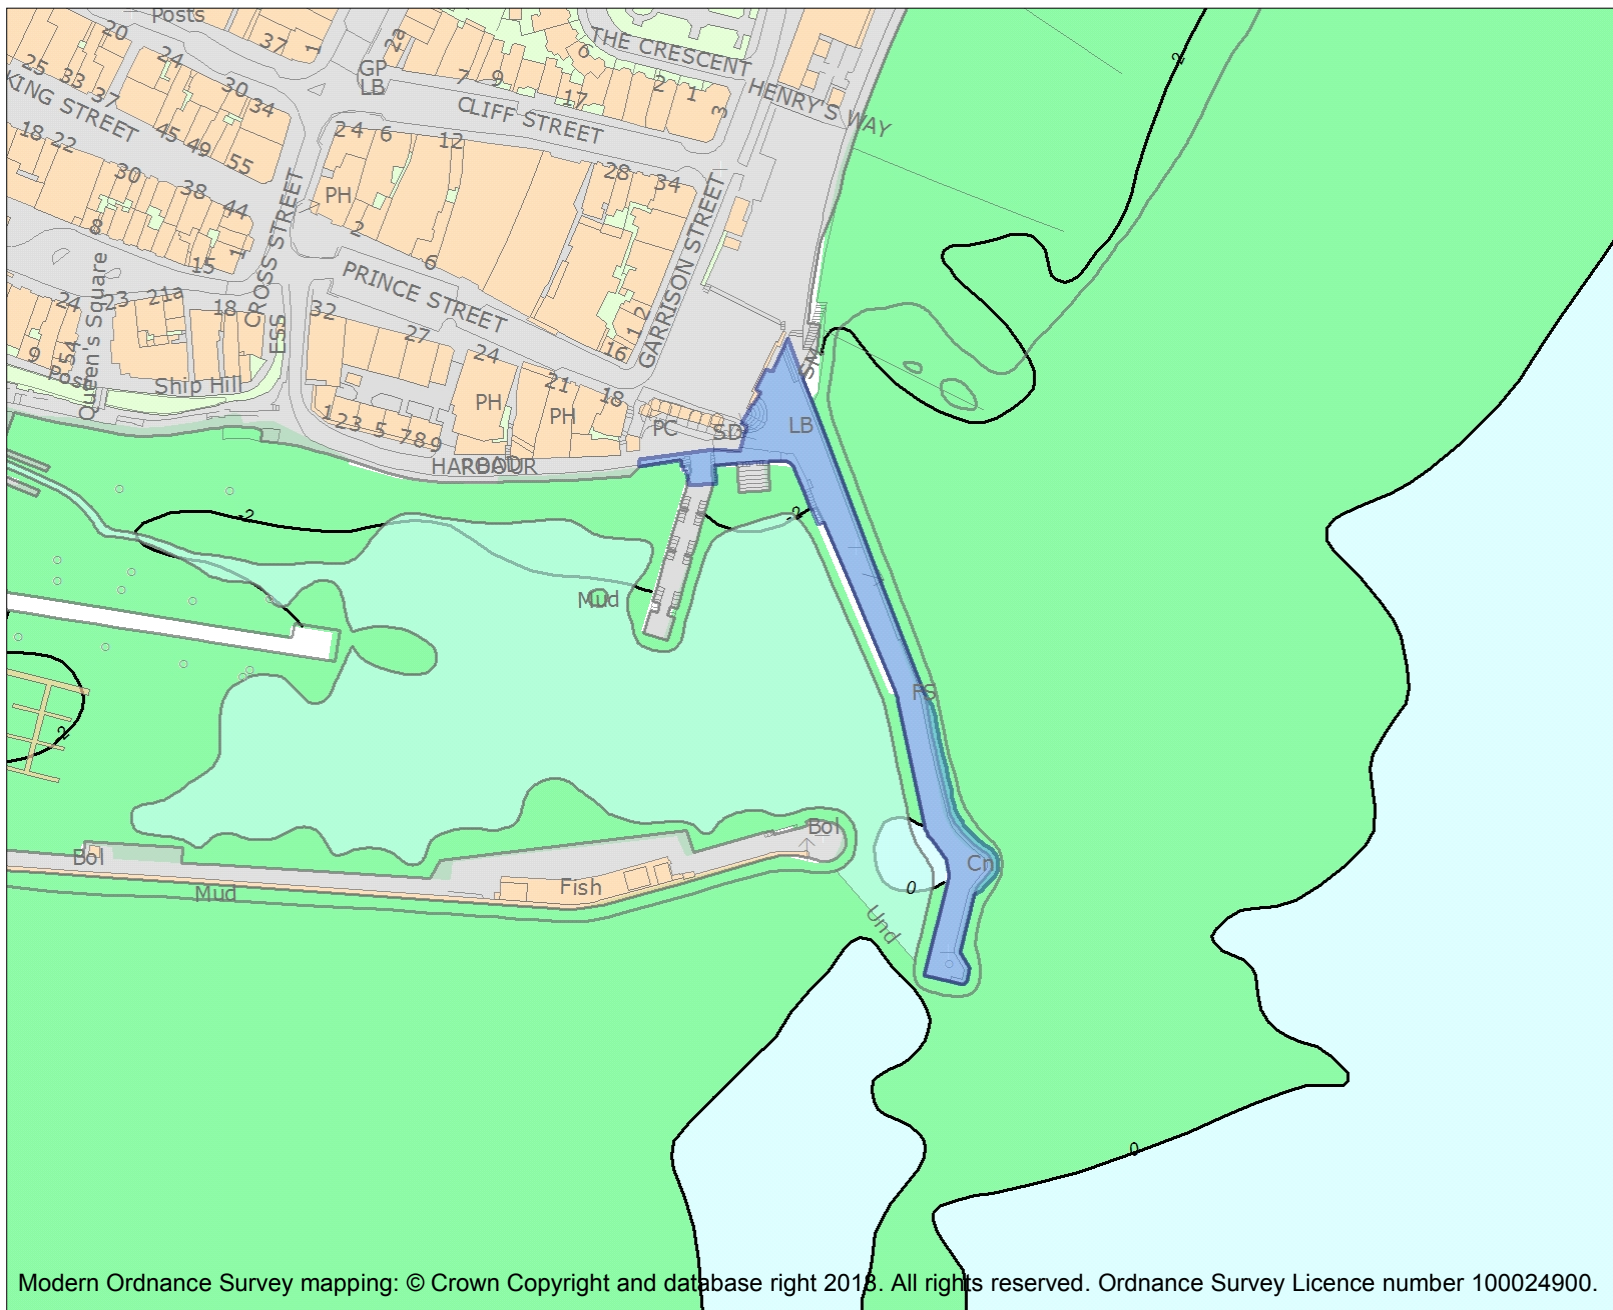 Posts
20
37
1
2a
GP
LB
THE CRESCENT
6
25
33
37
24
30
34
7
9
17
2
1
3
HENRY'S WAY
KING STREET
CLIFF STREET
45
49
55
2 4
6
12
18
22
30
38
44
PH
2
6
28
34
8
15
1
CROSS STREET
PRINCE STREET
GARRISON STREET
Queen's Square
24
23
21a
18
32
27
1 2
16
9
54
Posts
Ship Hill
ESS
24
21
18
PH
PH
1
2
3
5
7
8
9
PC
SD
LB
SM
HARBOUR
ROAD
2
-2
-2
Mud
2
FS
Cn
Bol
Bol
Fish
Mud
0
Und
0
Modern Ordnance Survey mapping: © Crown Copyright and database right 2018. All rights reserved. Ordnance Survey Licence number 100024900.